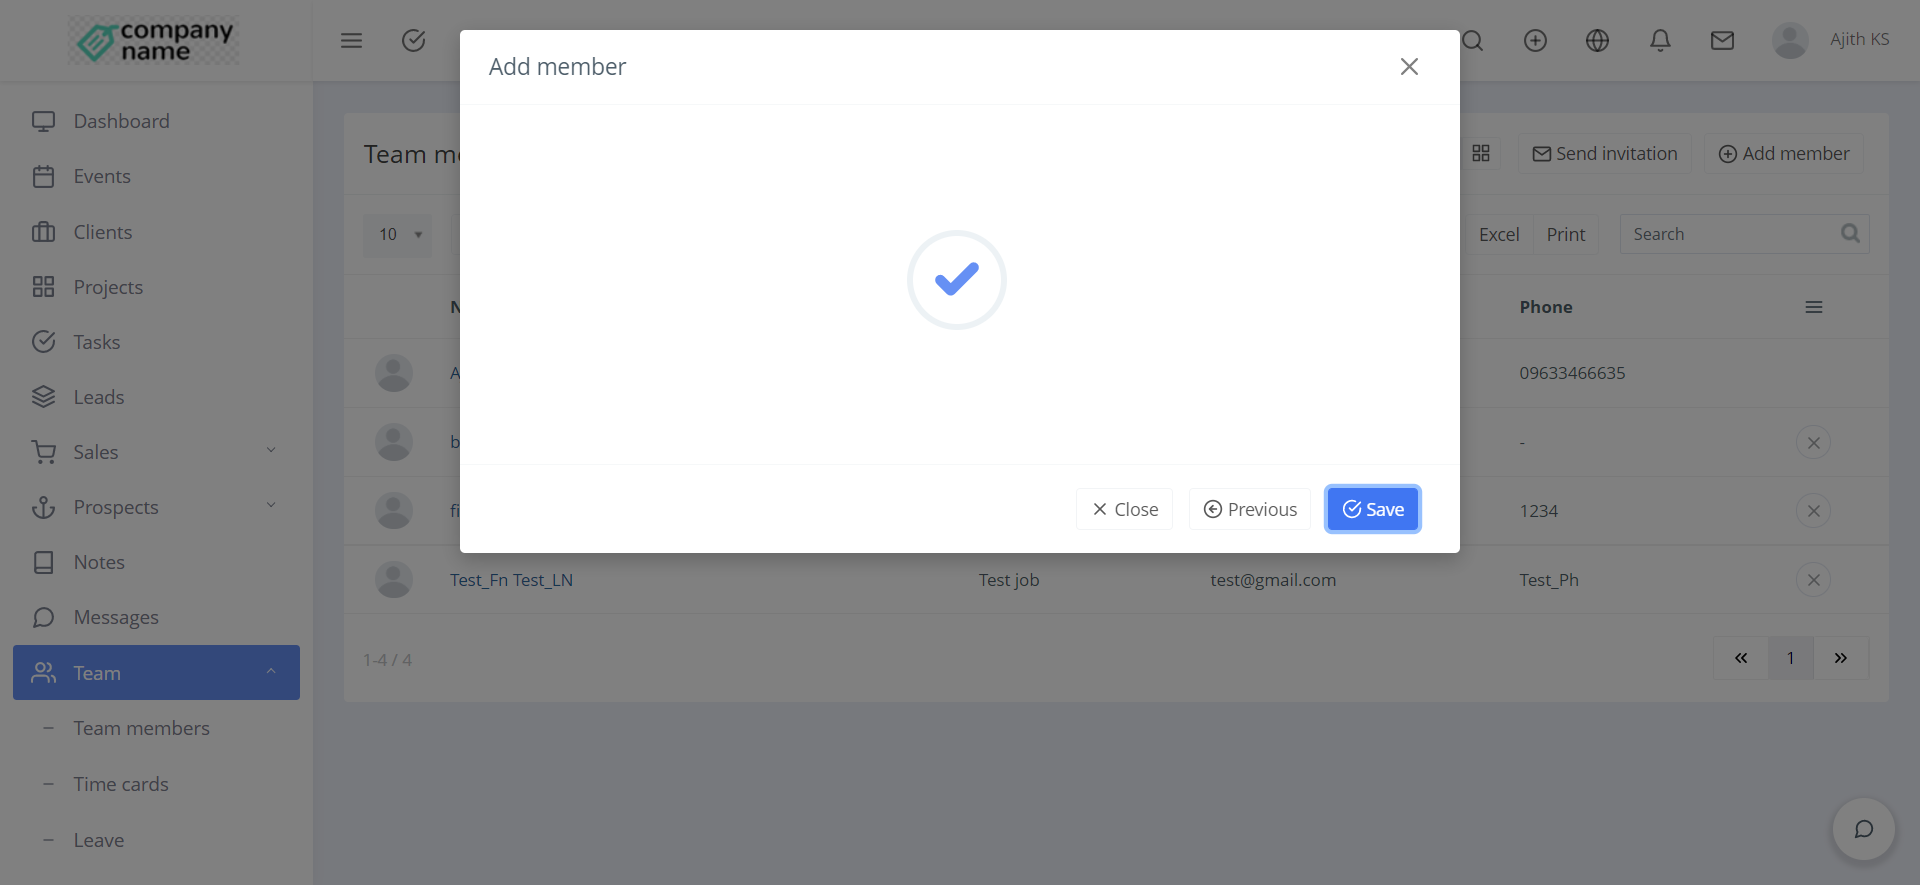 company
name
Ajith KS
Add member
Dashboard
Events
Clients
Projects
Tasks
Leads
Sales
Prospects
Notes
Messages
Team
Team members
Time cards
Leave
Team
Send invitation
Add member
10
Excel
Print
Search
Phone
09633466635
-
1234
Close
Previous
Save
Test_Fn Test_LN
Test job
test@gmail.com
Test_Ph
1-4 / 4
«
1
»